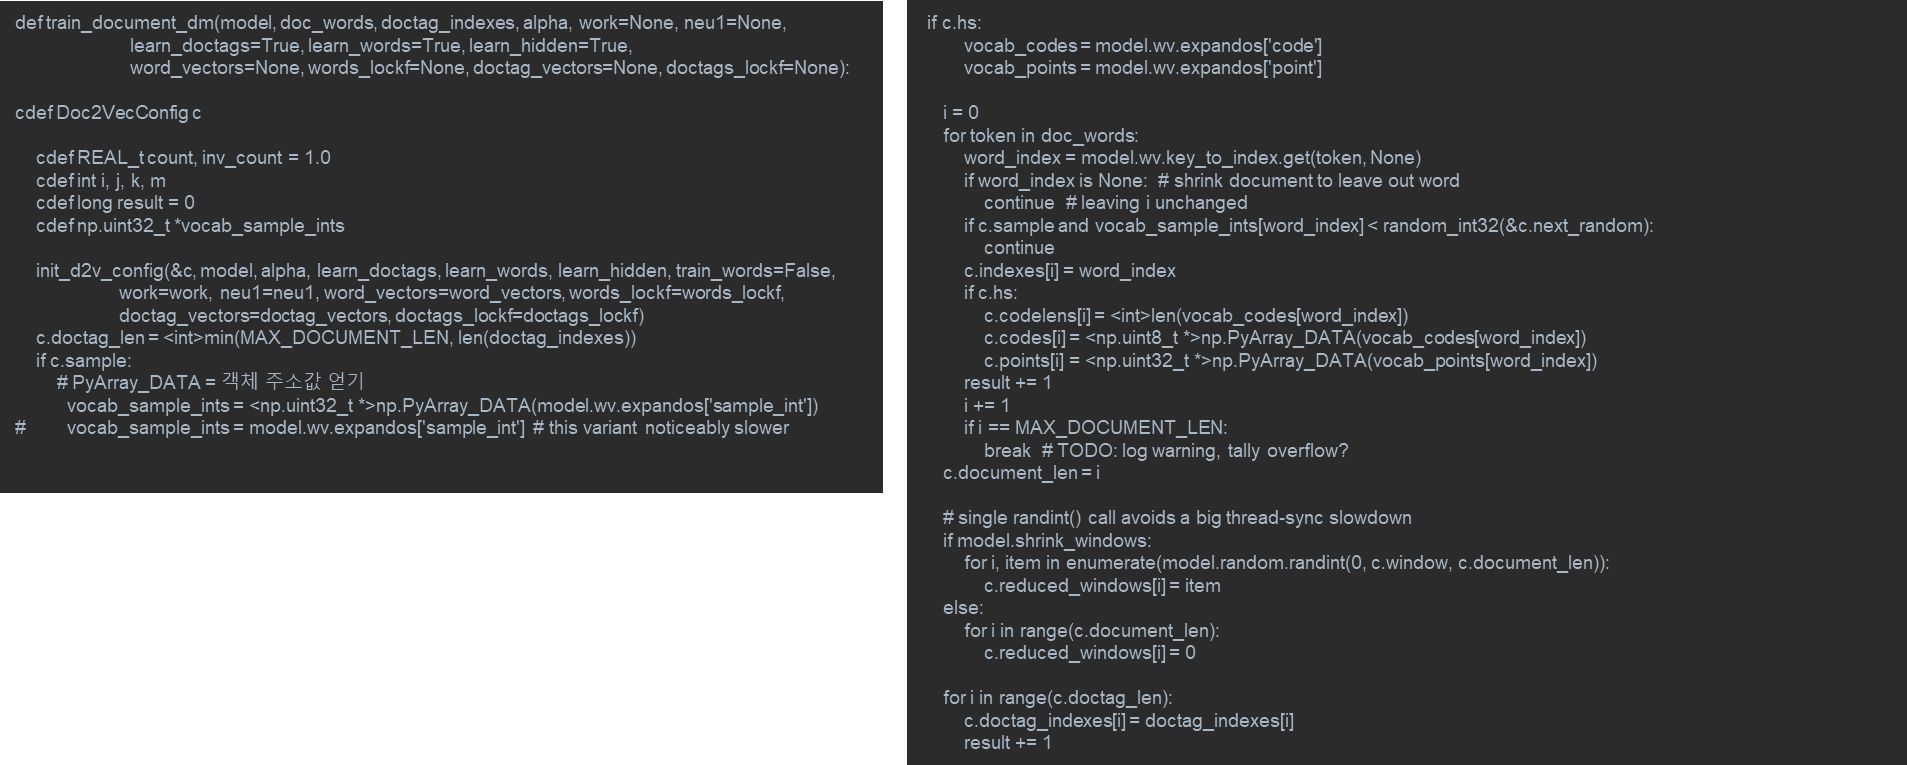 def train_document_dm(model, doc_words, doctag_indexes, alpha, work=None, neu1=None,
learn_doctags=True, learn_words=True, learn_hidden=True,
word_vectors=None, words_lockf=None, doctag_vectors=None, doctags_lockf=None):
cdef Doc2VecConfig c
cdef REAL_t count, inv_count = 1.0
cdef int i, j, k, m
cdef long result = 0
cdef np.uint32_t *vocab_sample_ints
init_d2v_config(&c, model, alpha, learn_doctags, learn_words, learn_hidden, train_words=False,
work=work, neu1=neu1, word_vectors=word_vectors, words_lockf=words_lockf,
doctag_vectors=doctag_vectors, doctags_lockf=doctags_lockf)
c.doctag_len = <int>min(MAX_DOCUMENT_LEN, len(doctag_indexes))
if c.sample:
# PyArray_DATA = 객체 주소값 얻기
vocab_sample_ints = <np.uint32_t *>np.PyArray_DATA(model.wv.expandos['sample_int'])
# vocab_sample_ints = model.wv.expandos['sample_int'] # this variant noticeably slower
if c.hs:
vocab_codes = model.wv.expandos['code']
vocab_points = model.wv.expandos['point']
i = 0
for token in doc_words:
word_index = model.wv.key_to_index.get(token, None)
if word_index is None: # shrink document to leave out word
continue # leaving i unchanged
if c.sample and vocab_sample_ints[word_index] < random_int32(&c.next_random):
continue
c.indexes[i] = word_index
if c.hs:
c.codelens[i] = <int>len(vocab_codes[word_index])
c.codes[i] = <np.uint8_t *>np.PyArray_DATA(vocab_codes[word_index])
c.points[i] = <np.uint32_t *>np.PyArray_DATA(vocab_points[word_index])
result += 1
i += 1
if i == MAX_DOCUMENT_LEN:
break # TODO: log warning, tally overflow?
c.document_len = i
# single randint() call avoids a big thread-sync slowdown
if model.shrink_windows:
for i, item in enumerate(model.random.randint(0, c.window, c.document_len)):
c.reduced_windows[i] = item
else:
for i in range(c.document_len):
c.reduced_windows[i] = 0
for i in range(c.doctag_len):
c.doctag_indexes[i] = doctag_indexes[i]
result += 1